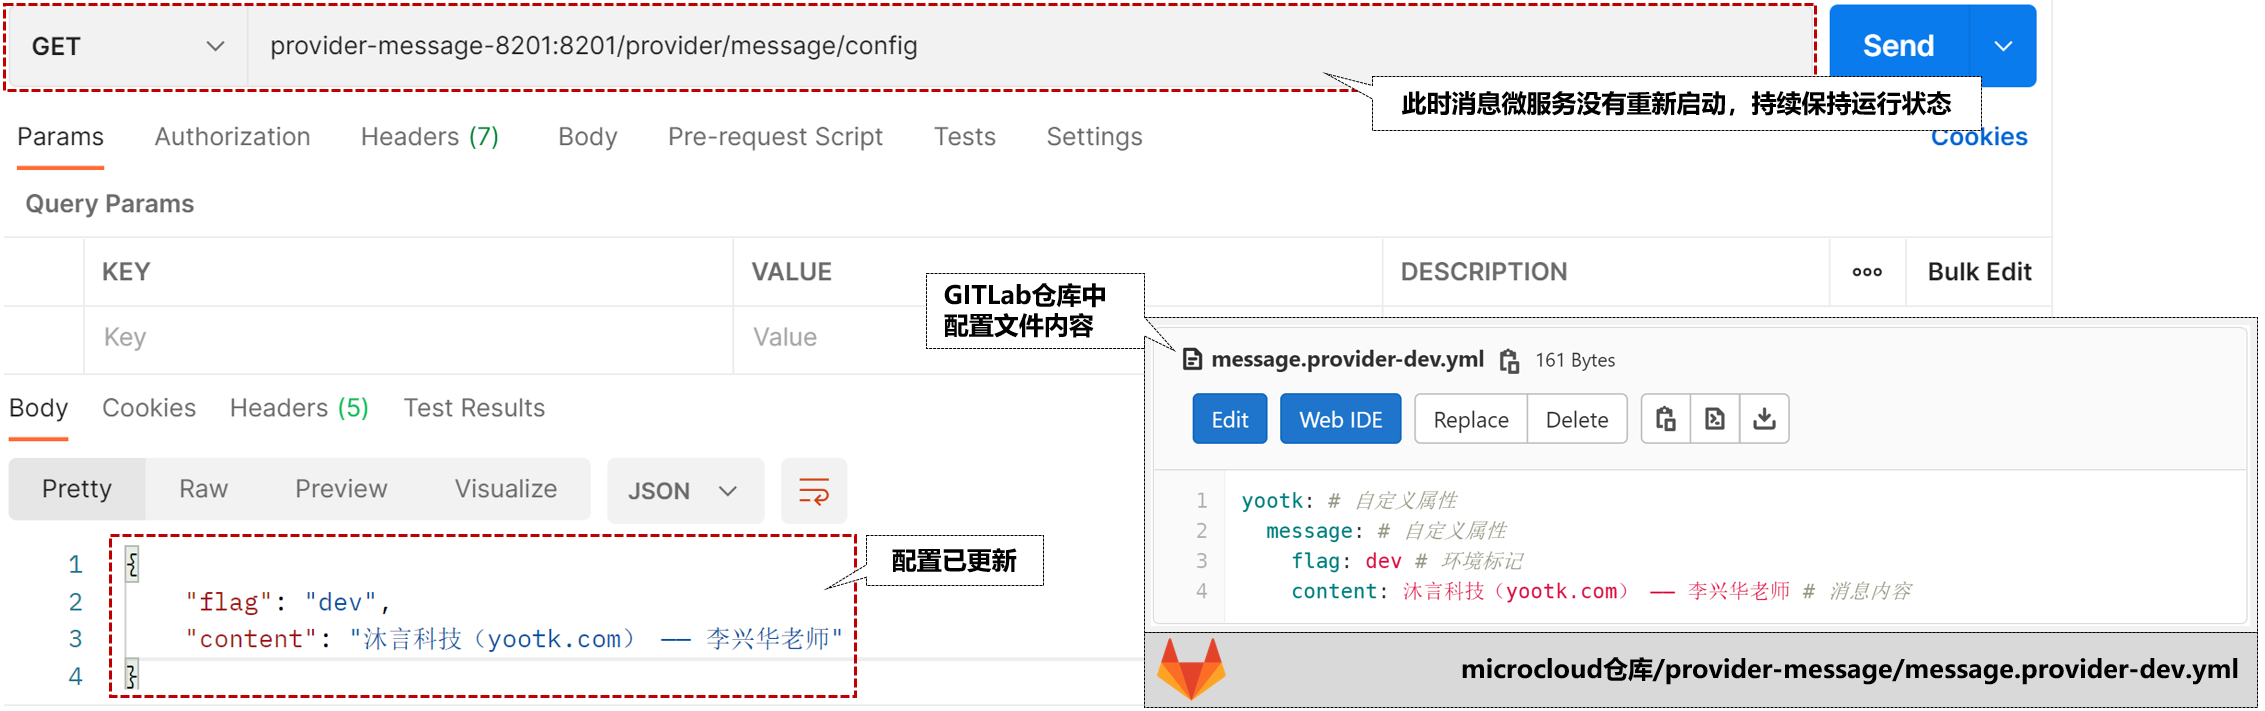 GET
provider-message-8201:8201/provider/message/config
Send
此时消息微服务没有重新启动，持续保持运行状态
Params Authorization Headers (7) Body Pre-request Script Tests Settings
Cookies
Query Params
KEY VALUE DESCRIPTION Bulk Edit
Key Value
GITLab仓库中
配置文件内容
message.provider-dev.yml 161 Bytes
Edit Web IDE Replace Delete
Body Cookies Headers (5) Test Results
Pretty Raw Preview Visualize JSON
配置已更新
1 {
2 "flag": "dev",
3 "content": "沐言科技（yootk.com） —— 李兴华老师"
4 }
1 yootk: # 自定义属性
2 message: # 自定义属性
3 flag: dev # 环境标记
4 content: 沐言科技（yootk.com） —— 李兴华老师 # 消息内容
microcloud仓库/provider-message/message.provider-dev.yml